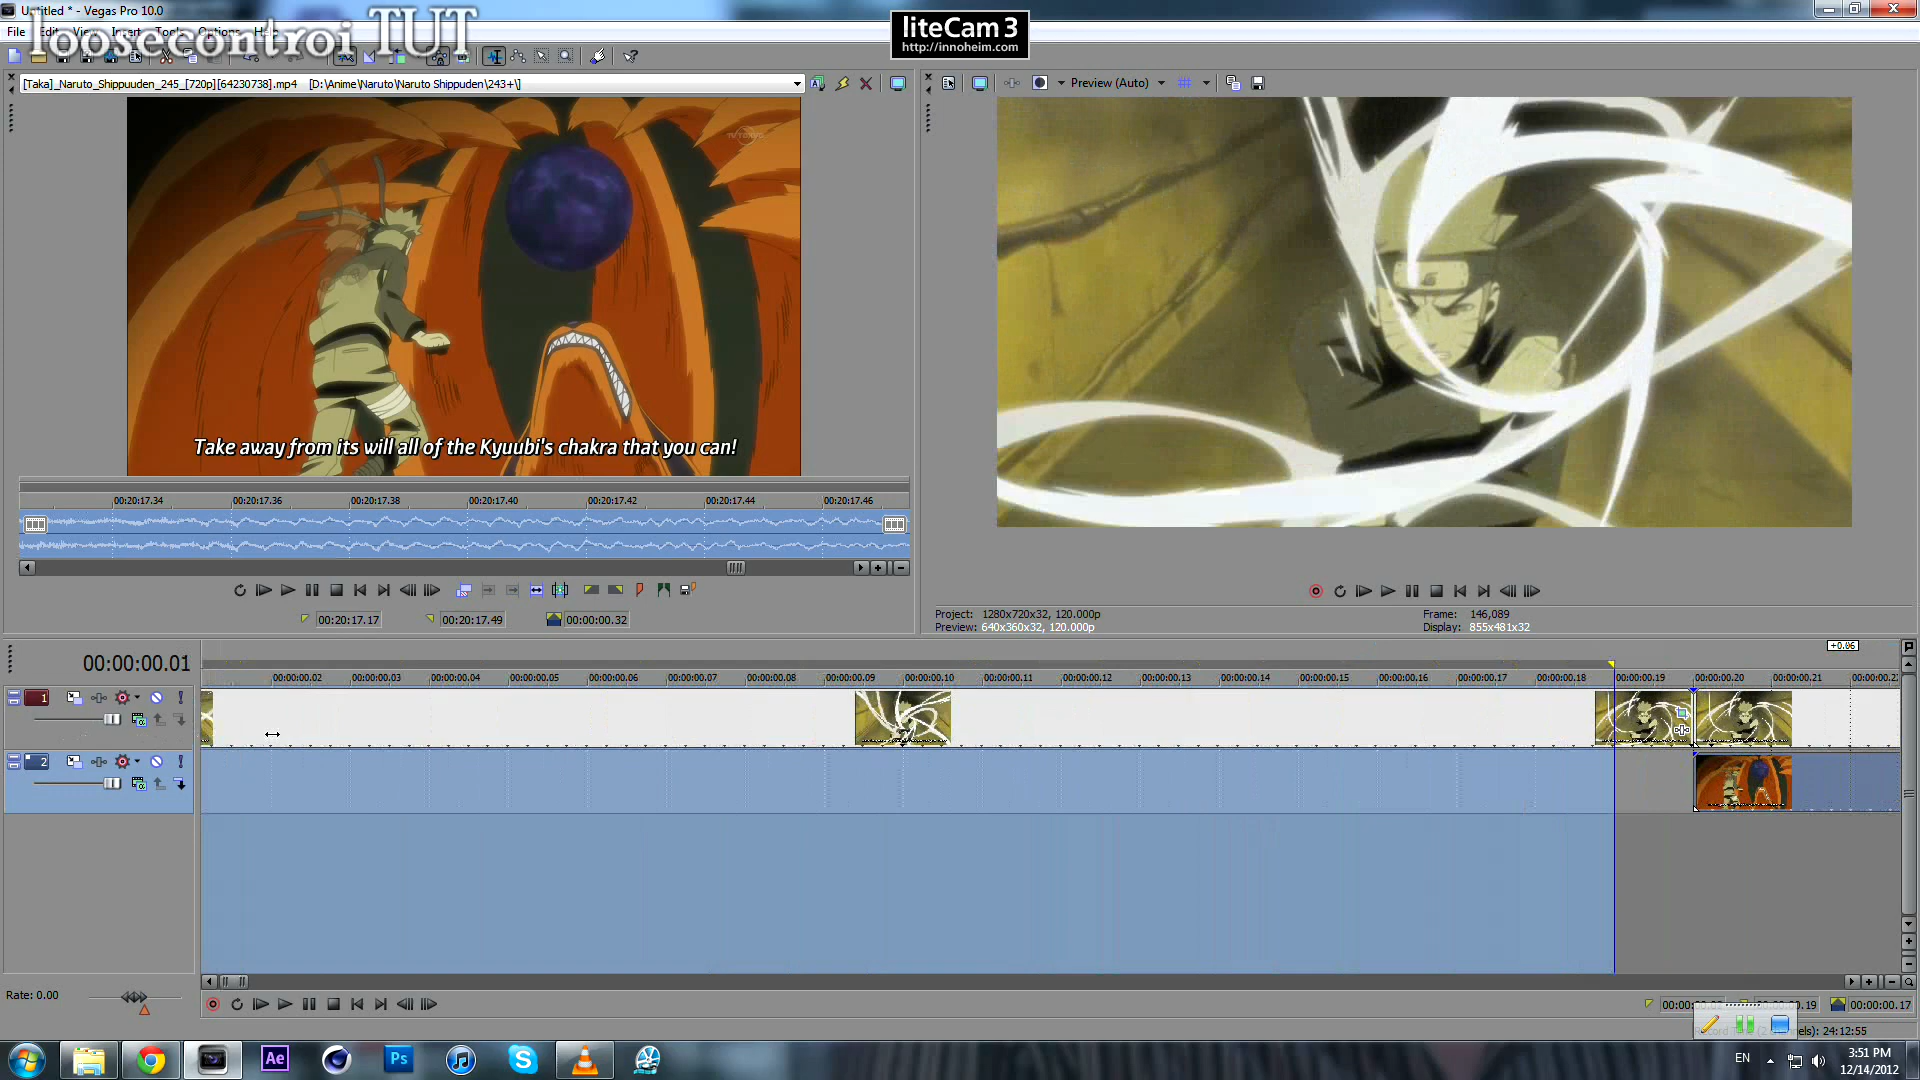 Untitled * - Vegas Pro 10.0
File Edit View Insert Tools Options Help
loosecontrol TUT
liteCam 3
http://innoheim.com
[Taka]_Naruto_Shippuuden_245_[720p][64230738].mp4 [D:\Anime\Naruto\Naruto Shippuden\243+\]
Preview (Auto)
Take away from its will all of the Kyuubi's chakra that you can!
00:20:17.34 00:20:17.36 00:20:17.38 00:20:17.40 00:20:17.42 00:20:17.44 00:20:17.46
00:20:17.17 00:20:17.49 00:00:00.32
Project: 1280x720x32, 120.000p
Preview: 640x360x32, 120.000p
Frame: 146,089
Display: 855x481x32
+0.06
00:00:00.01
00:00:00.02 00:00:00.03 00:00:00.04 00:00:00.05 00:00:00.06 00:00:00.07 00:00:00.08 00:00:00.09 00:00:00.10 00:00:00.11 00:00:00.12 00:00:00.13 00:00:00.14 00:00:00.15 00:00:00.16 00:00:00.17 00:00:00.18 00:00:00.19 00:00:00.20 00:00:00.21
1
2
Rate: 0.00
00:00:00.17
24:12:55
Ae
Ps
EN
3:51 PM
12/14/2012